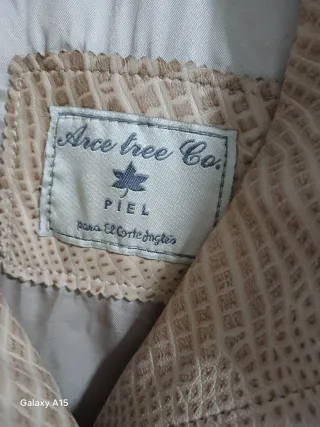 Arce tree Co.
PIEL
para El Corte Inglés
Galaxy A15